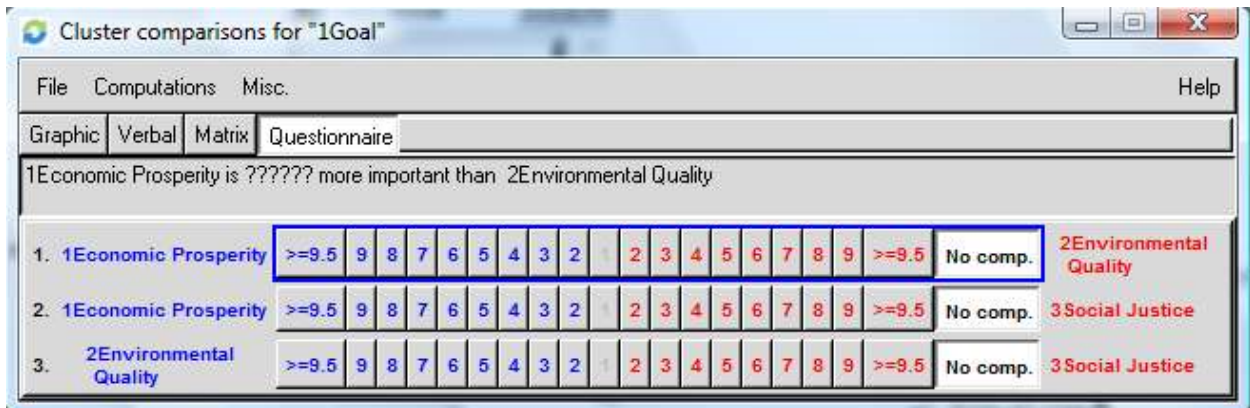 Cluster comparisons for "1Goal"
File Computations Misc. Help
Graphic Verbal Matrix Questionnaire
1Economic Prosperity is ?????? more important than 2Environmental Quality
1. 1Economic Prosperity >=9.5 9 8 7 6 5 4 3 2 1 2 3 4 5 6 7 8 9 >=9.5 No comp. 2Environmental
Quality
2. 1Economic Prosperity >=9.5 9 8 7 6 5 4 3 2 1 2 3 4 5 6 7 8 9 >=9.5 No comp. 3Social Justice
3. 2Environmental
Quality >=9.5 9 8 7 6 5 4 3 2 1 2 3 4 5 6 7 8 9 >=9.5 No comp. 3Social Justice